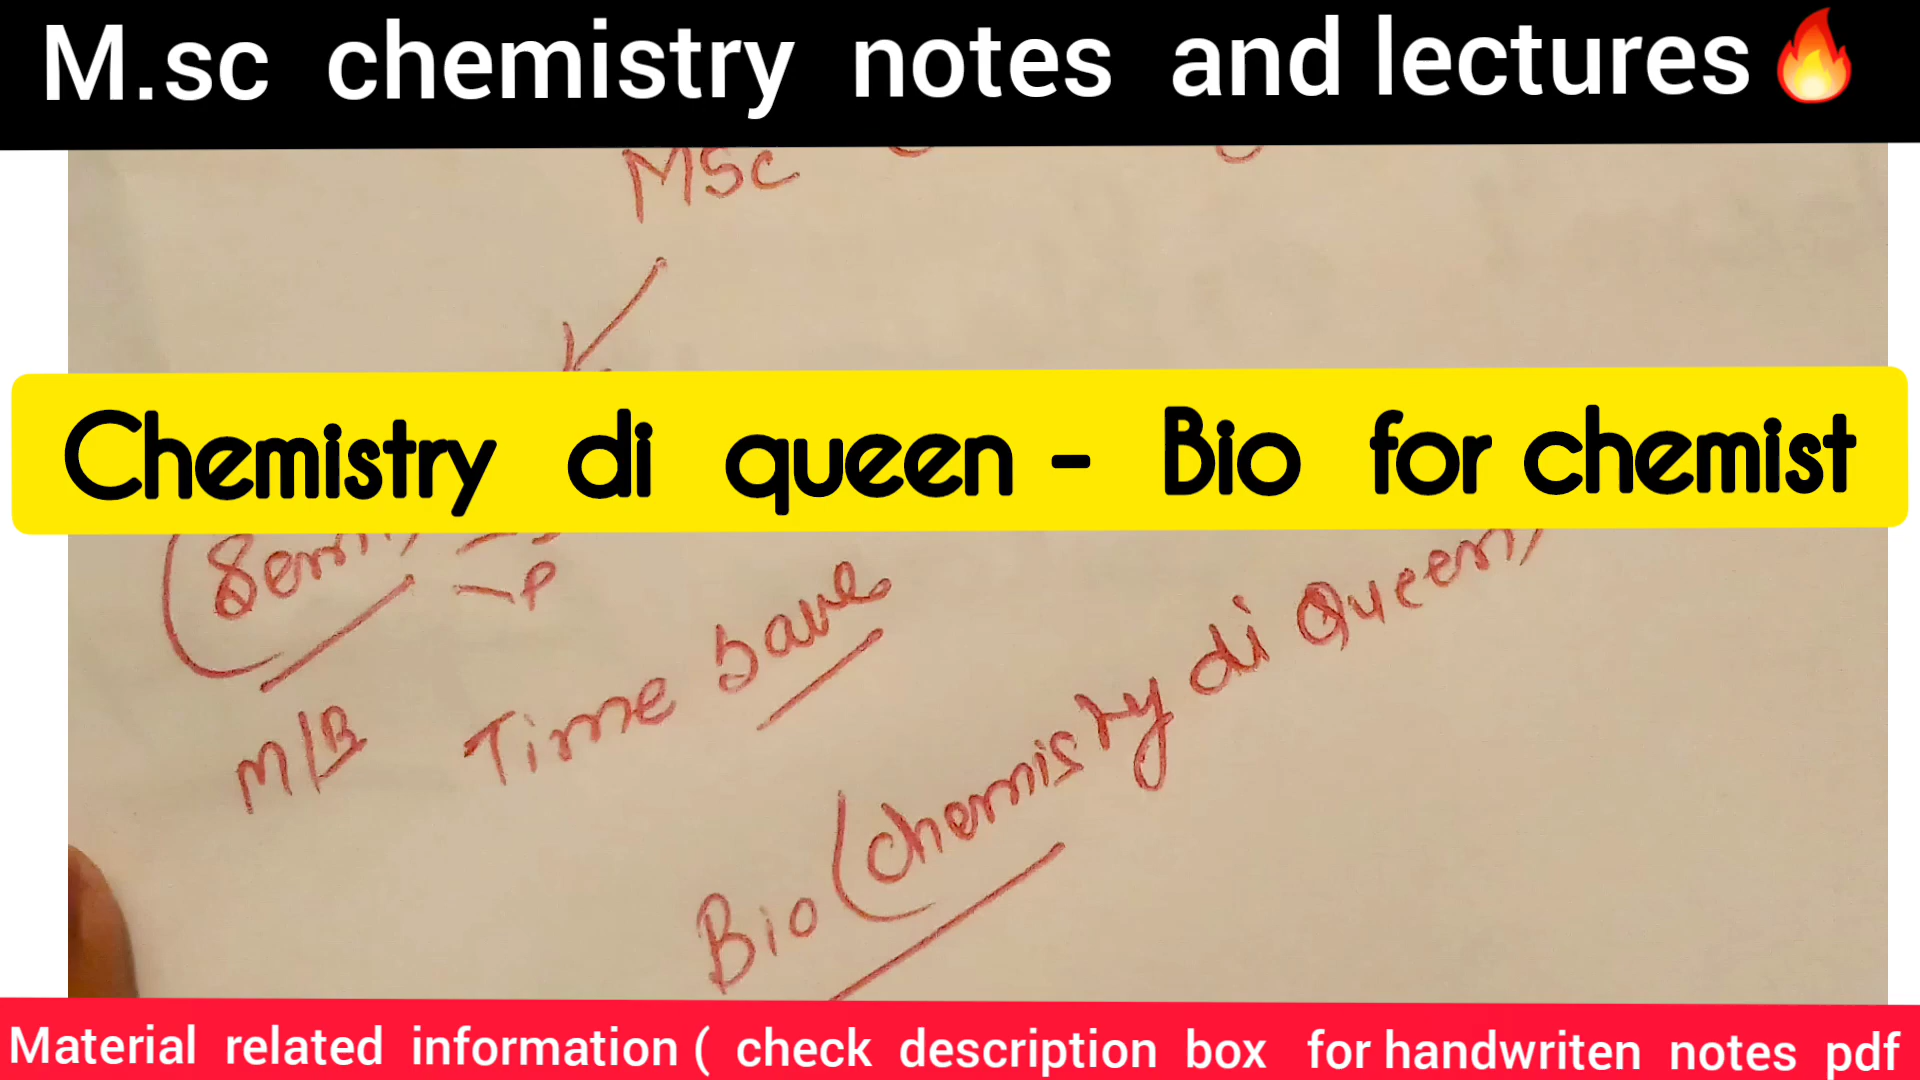 M.sc chemistry notes and lectures🔥
MSc
Chemistry di queen - Bio for chemist
P
Time save
M/B
Bio (Chemistry di Queen)
Material related information ( check description box for handwriten notes pdf